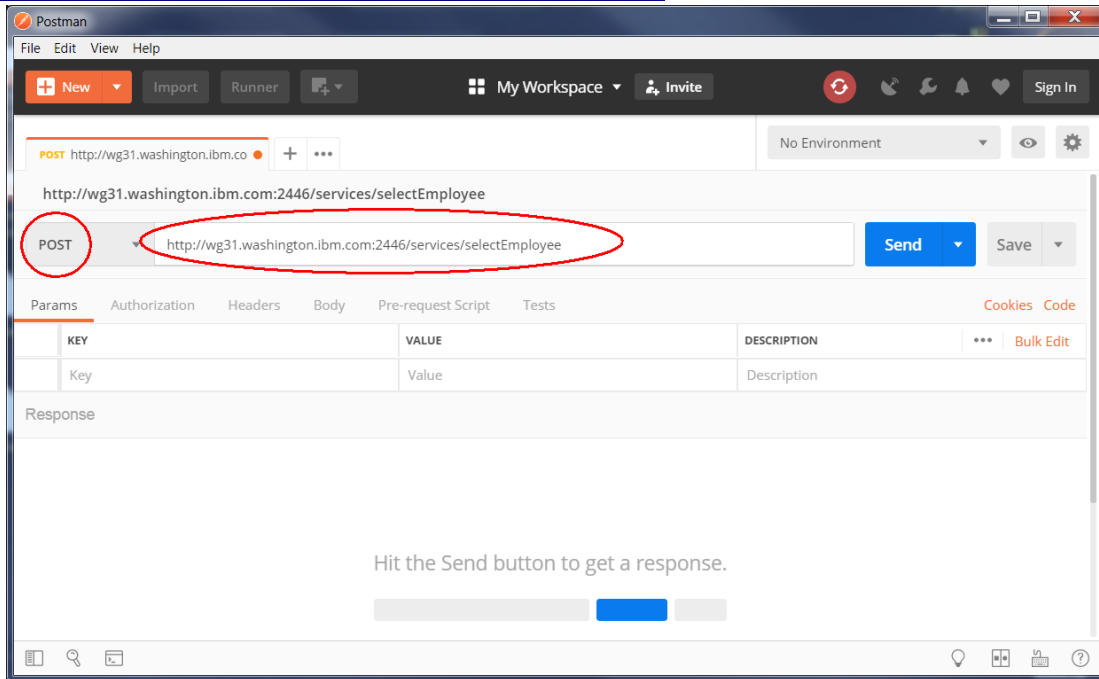 Postman
File Edit View Help
New Import Runner My Workspace Invite Sign In
POST http://wg31.washington.ibm.co No Environment
http://wg31.washington.ibm.com:2446/services/selectEmployee
POST http://wg31.washington.ibm.com:2446/services/selectEmployee Send Save
Params Authorization Headers Body Pre-request Script Tests Cookies Code
KEY VALUE DESCRIPTION Bulk Edit
Key Value Description
Response
Hit the Send button to get a response.